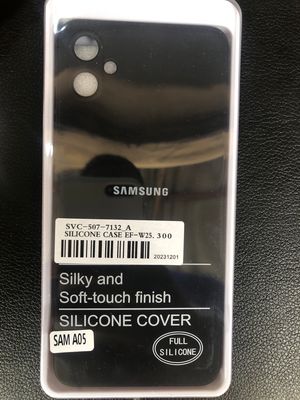 SAMSUNG
SVC-507-7132_A
SILICONE CASE EF-W25.300
20231201
Silky and
Soft-touch finish
SILICONE COVER
SAM A05
FULL
SILICONE